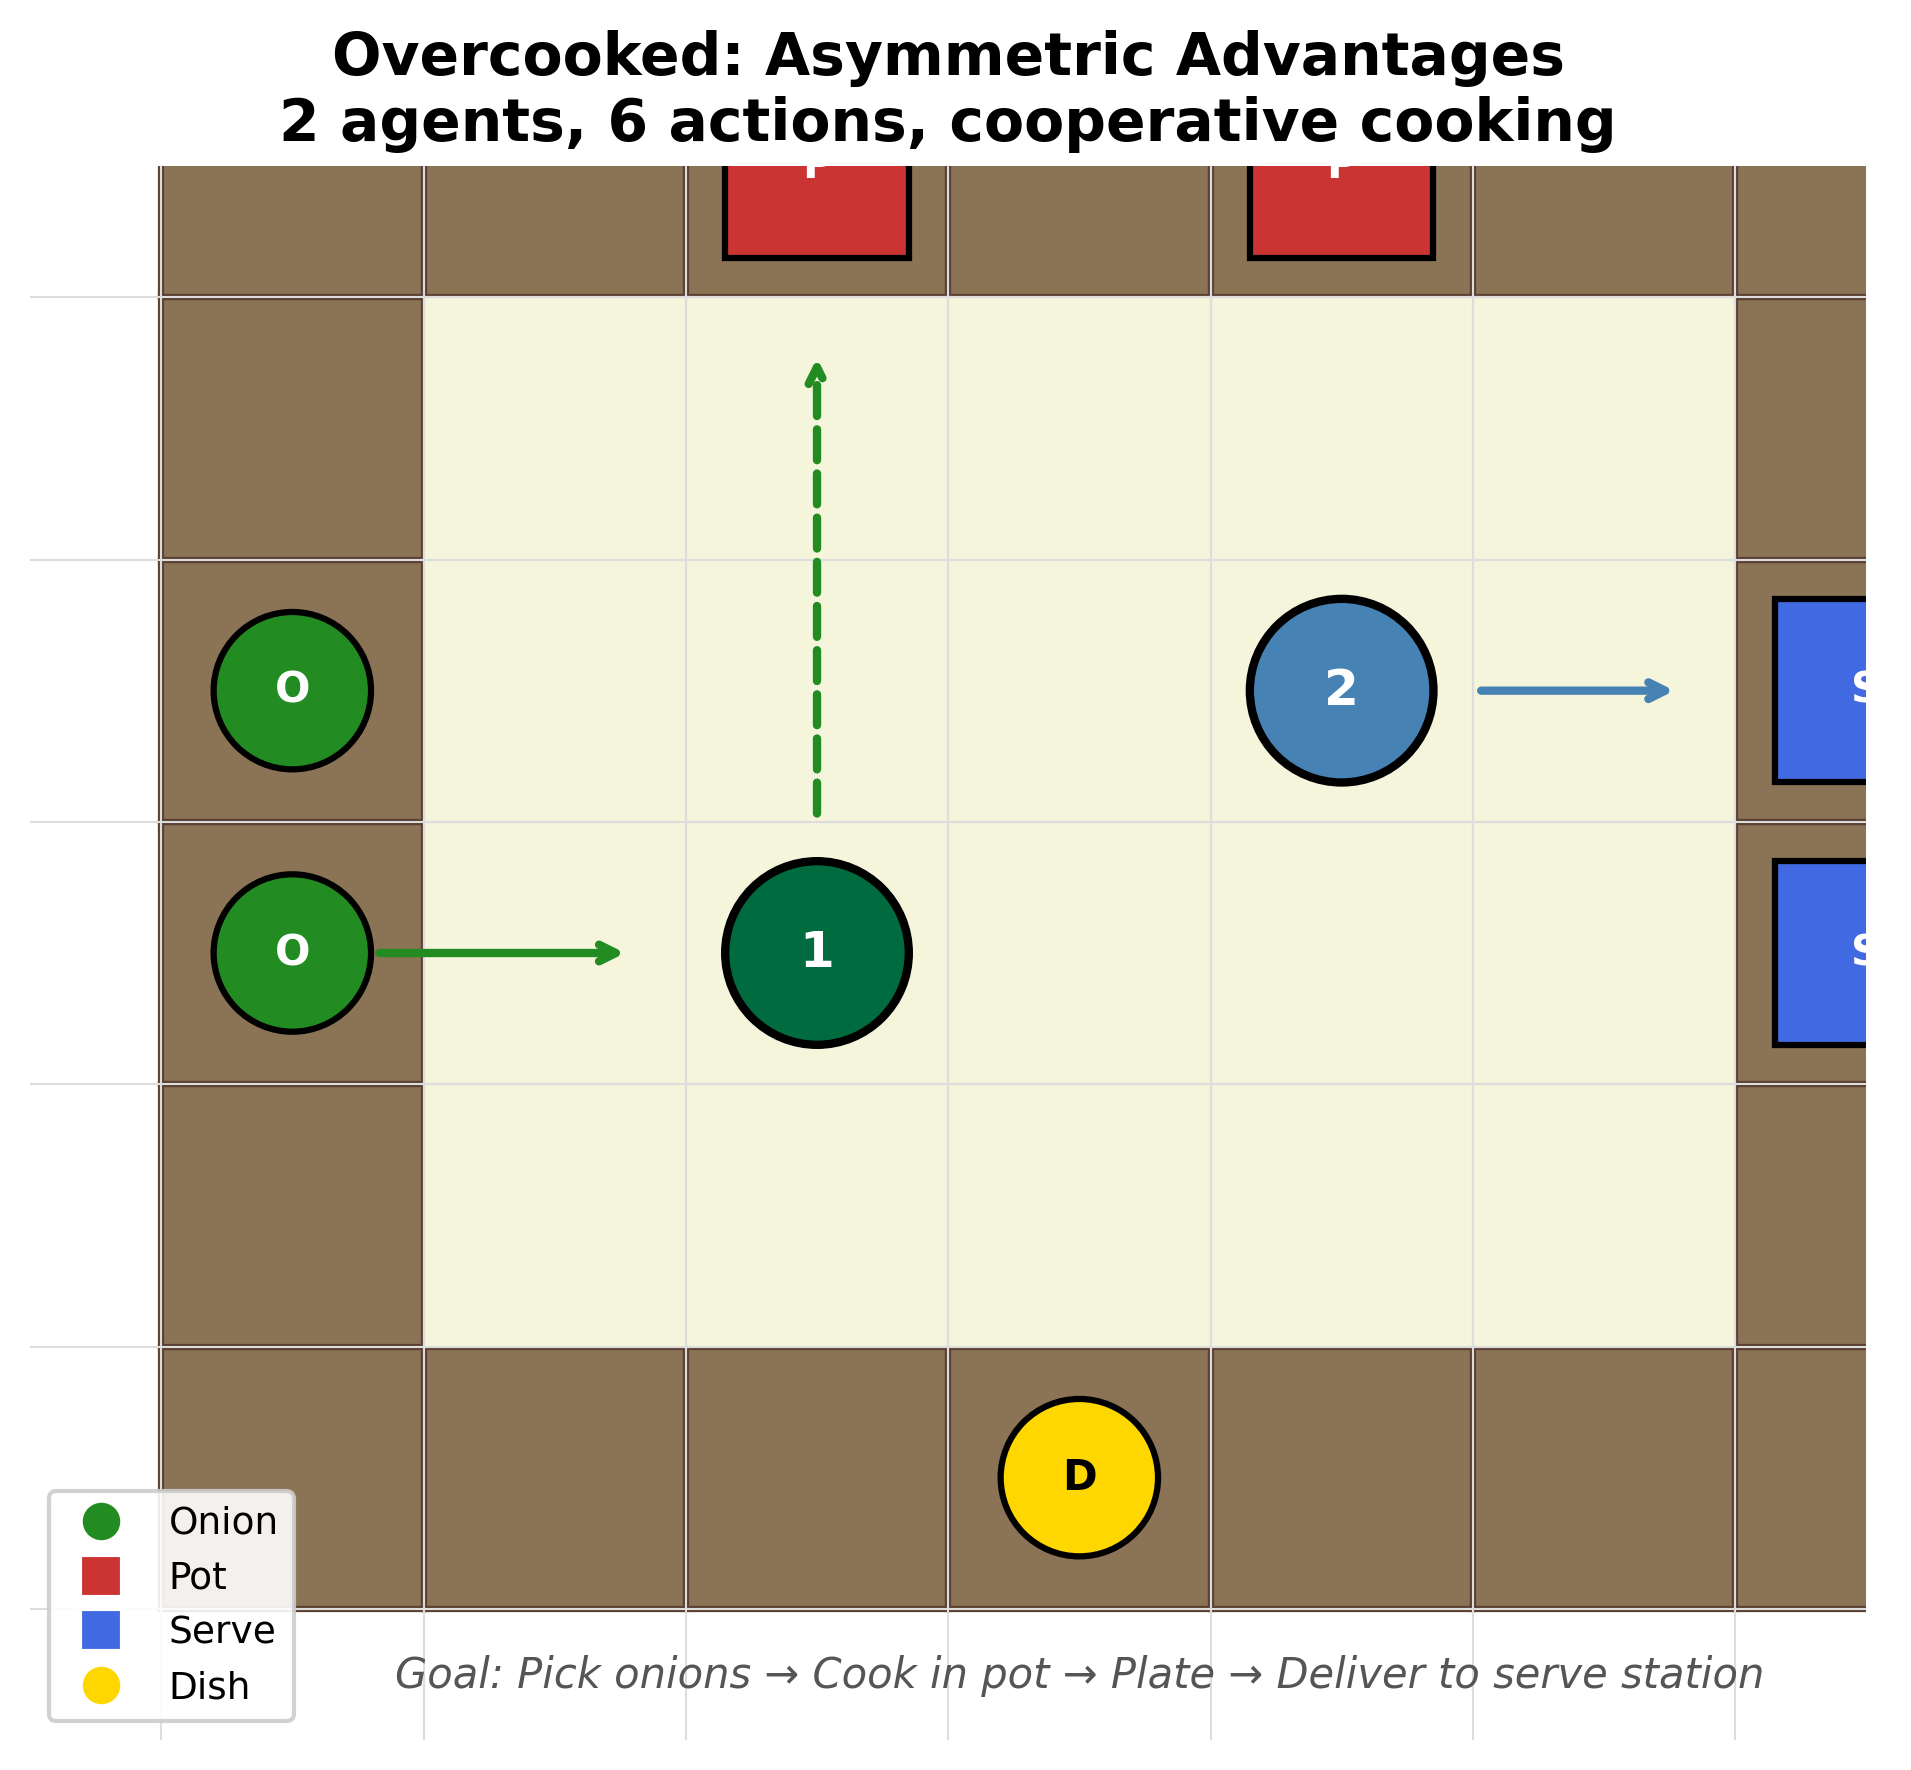 Overcooked: Asymmetric Advantages
2 agents, 6 actions, cooperative cooking
O
2
O
1
D
Onion
Pot
Serve
Dish
Goal: Pick onions → Cook in pot → Plate → Deliver to serve station